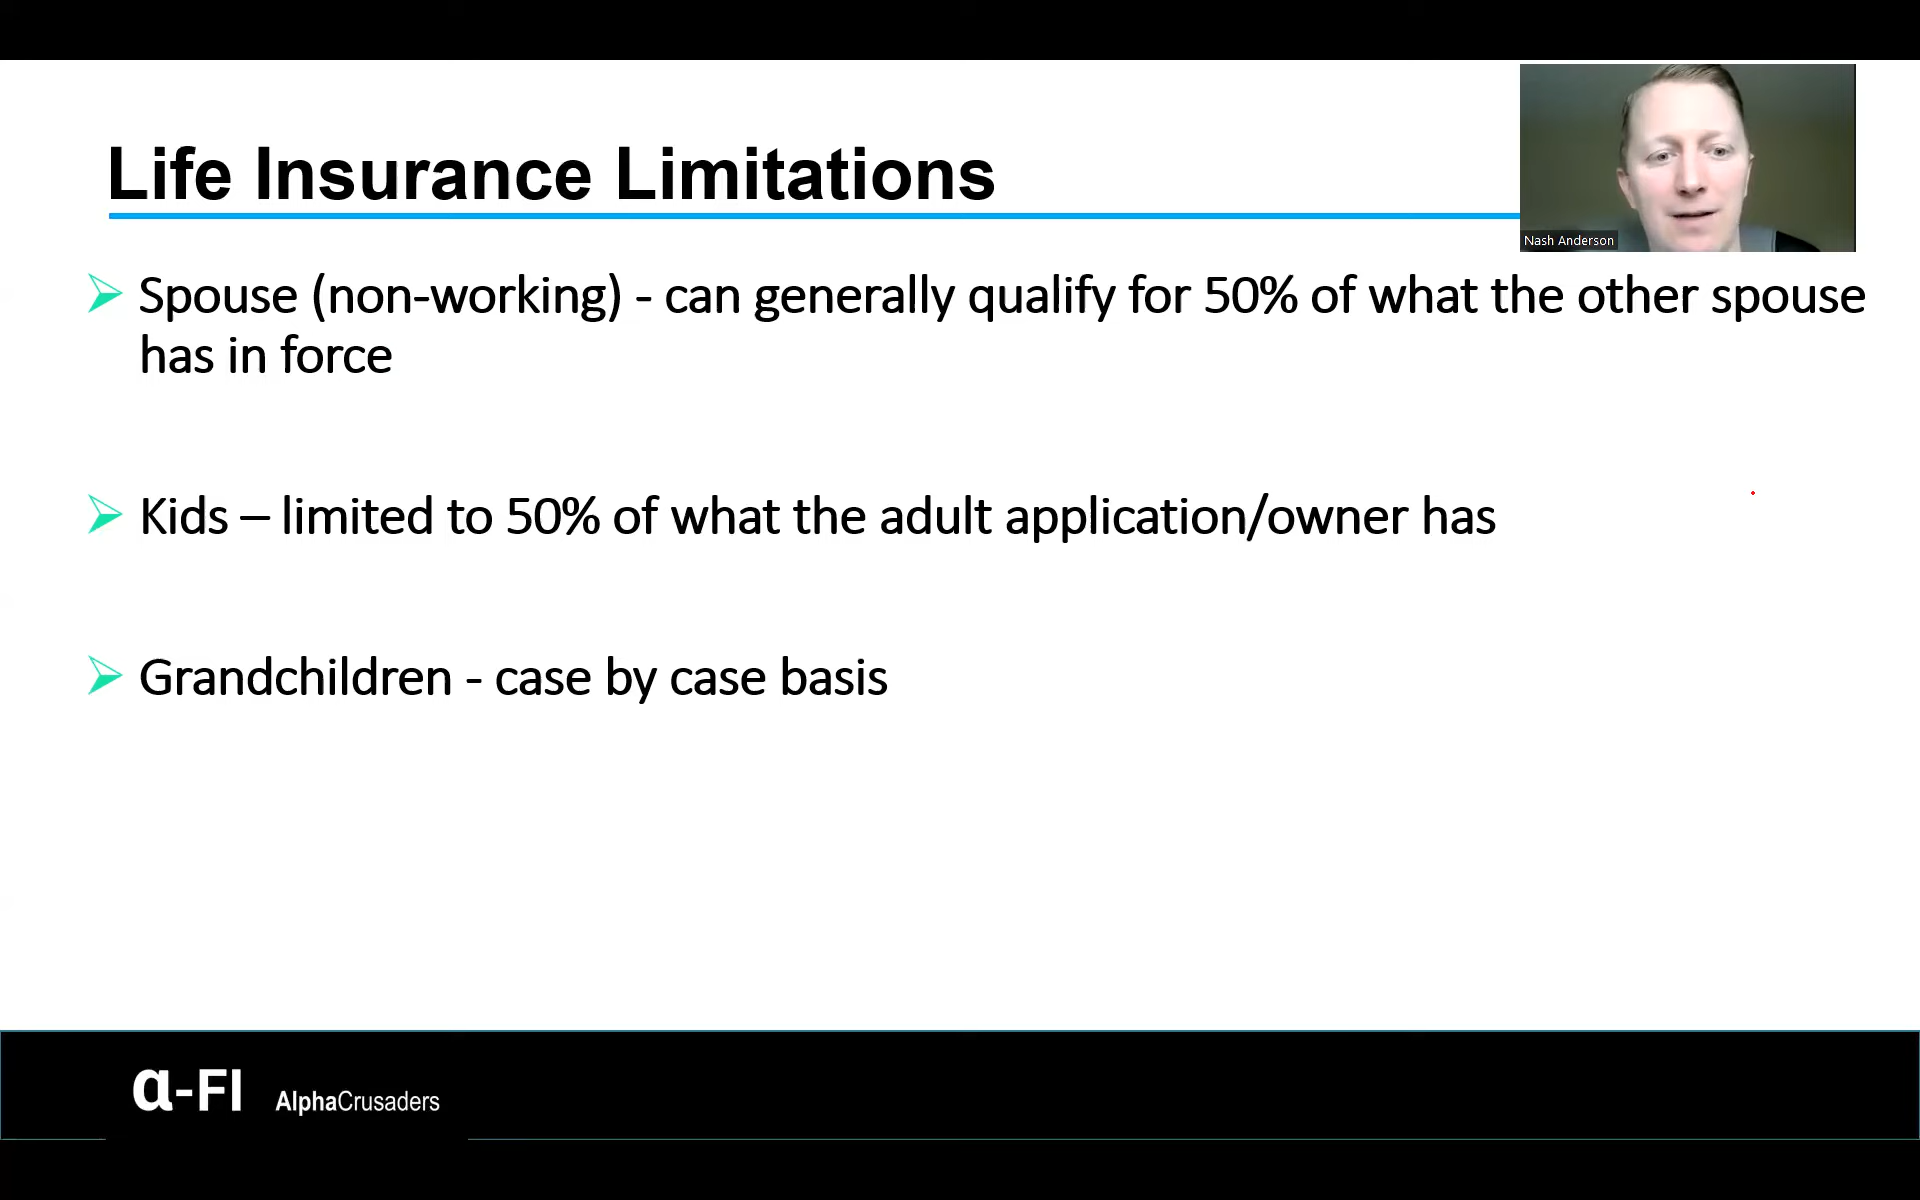 Life Insurance Limitations
Nash Anderson
Spouse (non-working) - can generally qualify for 50% of what the other spouse
has in force
Kids – limited to 50% of what the adult application/owner has
Grandchildren - case by case basis
α-FI AlphaCrusaders